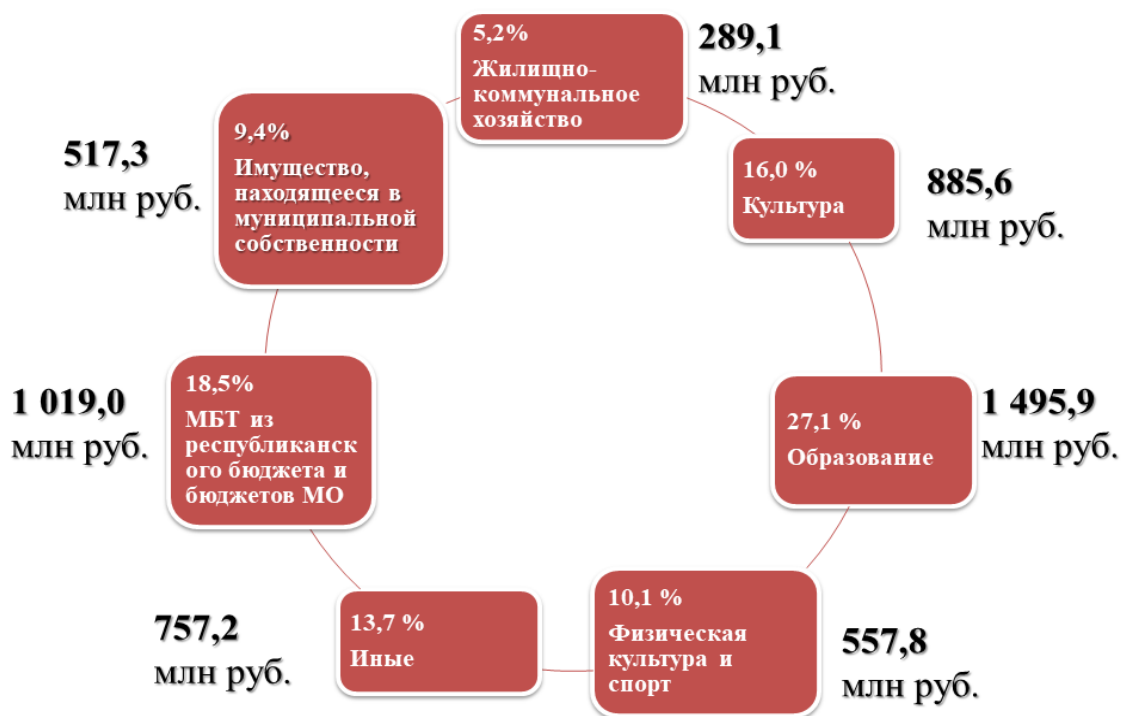 5,2%
Жилищно-
коммунальное
хозяйство
289,1
млн руб.
16,0 %
Культура
885,6
млн руб.
27,1 %
Образование
1 495,9
млн руб.
10,1 %
Физическая
культура и
спорт
557,8
млн руб.
13,7 %
Иные
757,2
млн руб.
18,5%
МБТ из
республиканск
ого бюджета и
бюджетов МО
1 019,0
млн руб.
9,4%
Имущество,
находящееся в
муниципальной
собственности
517,3
млн руб.